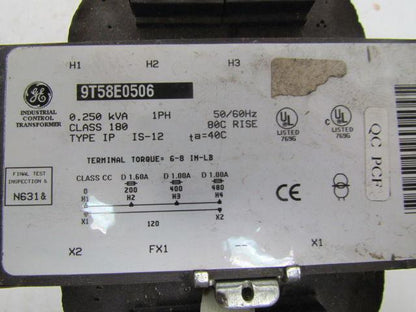 H1 H2 H3
GE
9T58E0506
INDUSTRIAL
CONTROL
TRANSFORMER
0.250 kVA 1PH 50/60Hz
CLASS 180 80C RISE
TYPE IP IS-12 ta=40C
UL
LISTED
7696
C UL
LISTED
7696
TERMINAL TORQUE= 6-8 IN-LB
FINAL TEST
INSPECTION &
N631&
CLASS CC D 1.60A D 1.00A D 1.00A
0 200 400 480
H1 H2 H3 H4
X1 X2
120
CE
QC PCF
X2 FX1 -- X1